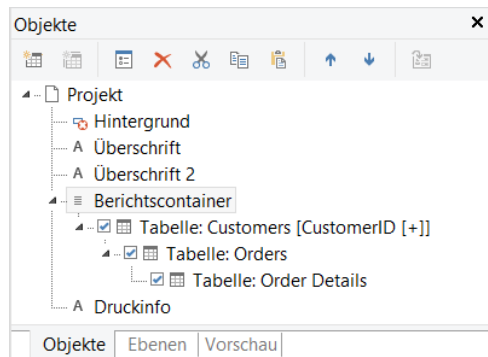 Objekte
Projekt
Hintergrund
A Überschrift
A Überschrift 2
Berichtscontainer
Tabelle: Customers [CustomerID [+]]
Tabelle: Orders
Tabelle: Order Details
A Druckinfo
Objekte Ebenen Vorschau